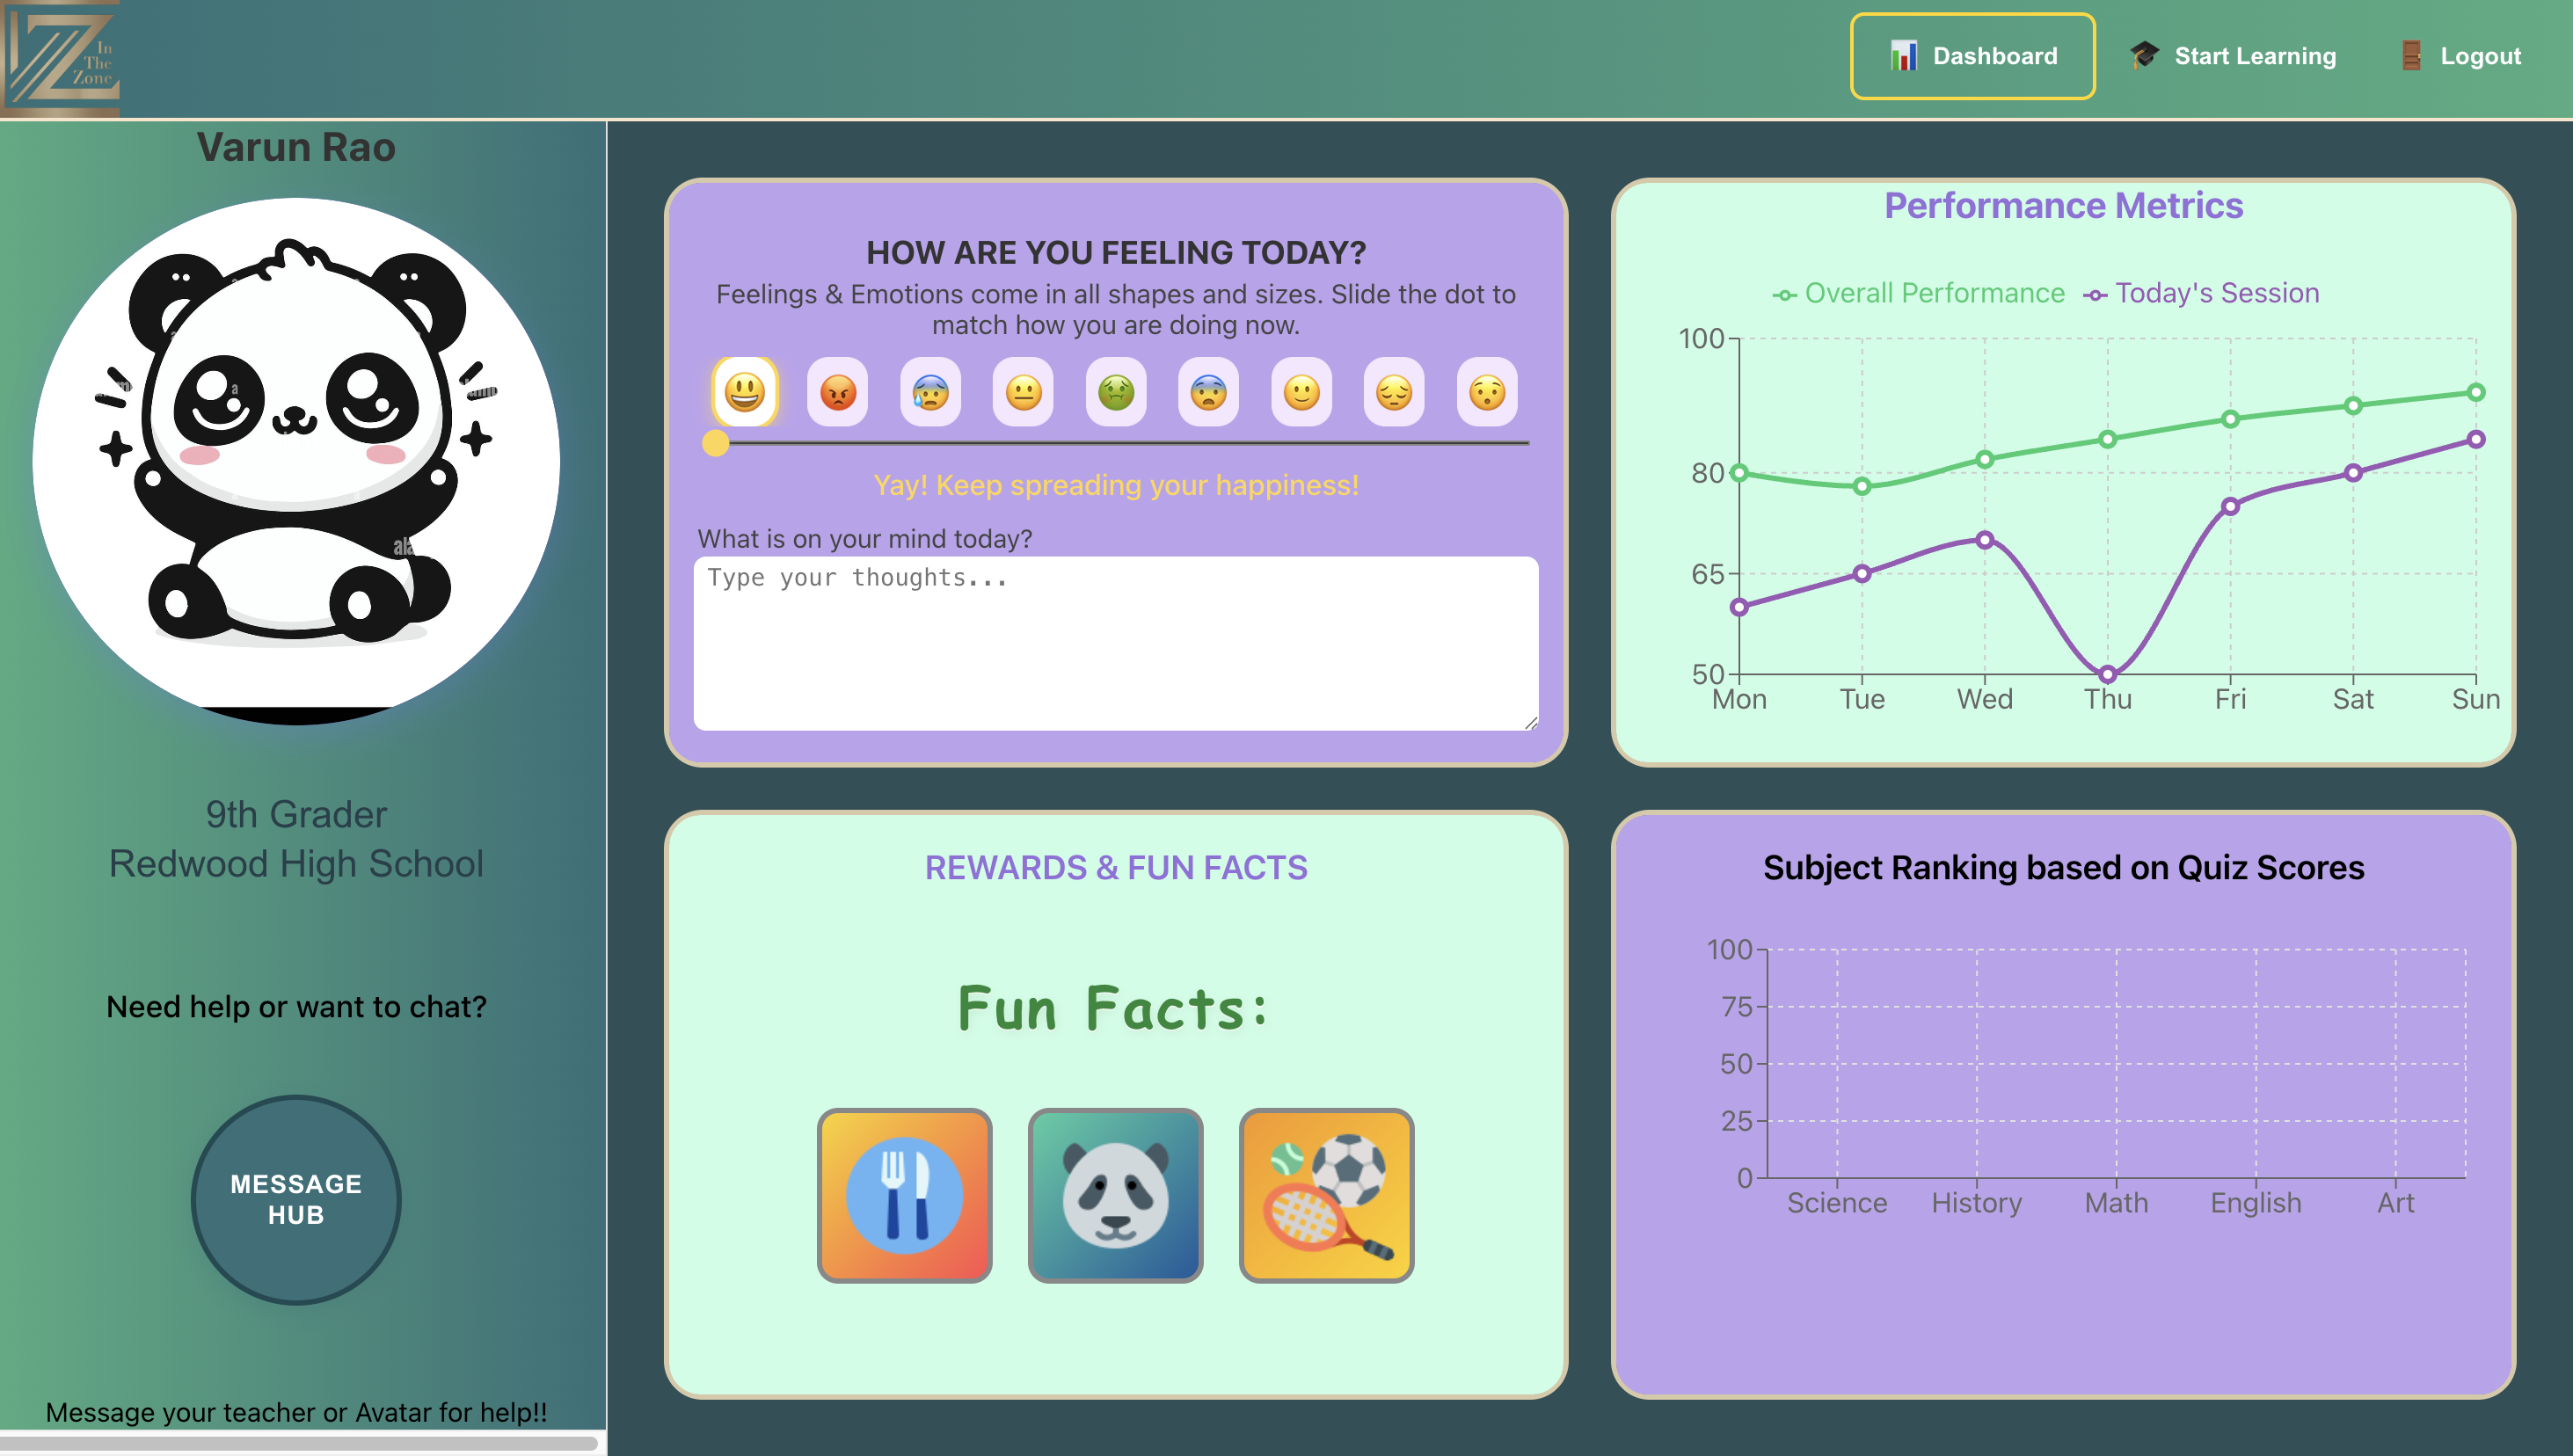 In
The
Zone
Dashboard
Start Learning
Logout
Varun Rao
9th Grader
Redwood High School
Need help or want to chat?
MESSAGE
HUB
Message your teacher or Avatar for help!!
HOW ARE YOU FEELING TODAY?
Feelings & Emotions come in all shapes and sizes. Slide the dot to
match how you are doing now.
Yay! Keep spreading your happiness!
What is on your mind today?
Type your thoughts...
Performance Metrics
Overall Performance Today's Session
100
80
65
50
Mon Tue Wed Thu Fri Sat Sun
REWARDS & FUN FACTS
Fun Facts:
Subject Ranking based on Quiz Scores
100
75
50
25
0
Science History Math English Art